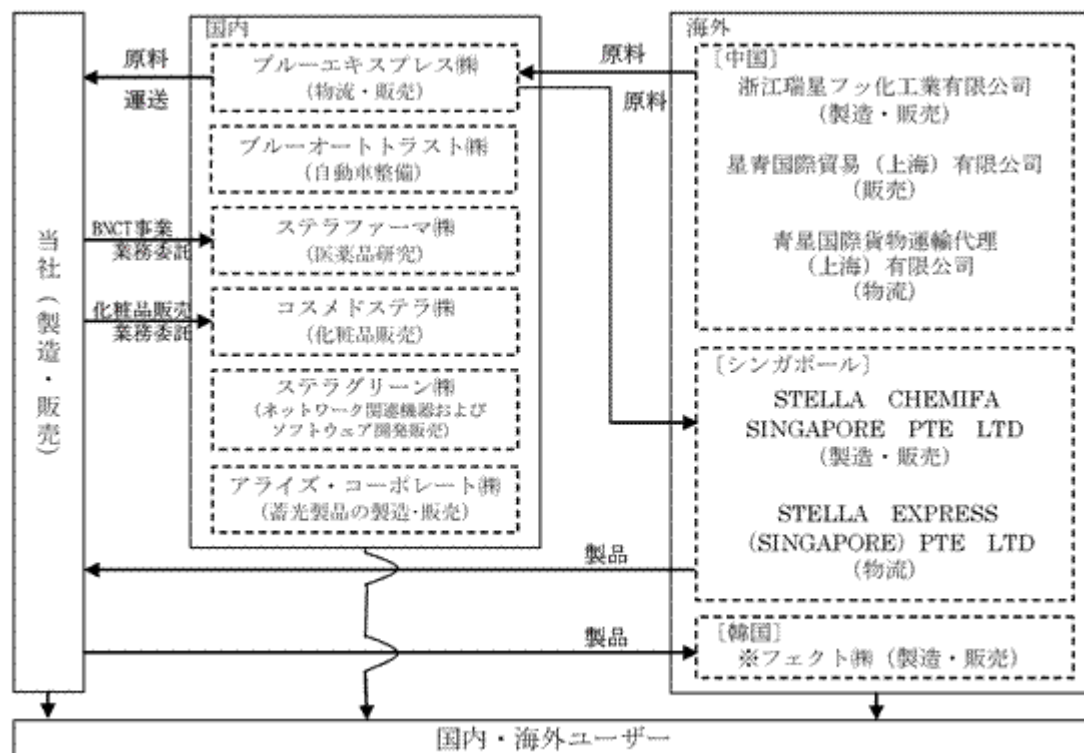 国内
原料
運送
ブルーエキスプレス㈱
(物流・販売)
ブルーオートトラスト㈱
(自動車整備)
BNCT事業
業務委託
ステラファーマ㈱
(医薬品研究)
化粧品販売
業務委託
コスメドステラ㈱
(化粧品販売)
ステラグリーン㈱
(ネットワーク関連機器および
ソフトウェア開発販売)
アライズ・コーポレート㈱
(蓄光製品の製造・販売)
当社(製造・販売)
原料
原料
製品
製品
海外
［中国］
浙江瑞星フッ化工業有限公司
(製造・販売)
星青国際貿易(上海)有限公司
(販売)
青星国際貨物運輸代理
(上海)有限公司
(物流)
［シンガポール］
STELLA CHEMIFA
SINGAPORE PTE LTD
(製造・販売)
STELLA EXPRESS
(SINGAPORE) PTE LTD
(物流)
［韓国］
※フェクト㈱(製造・販売)
国内・海外ユーザー